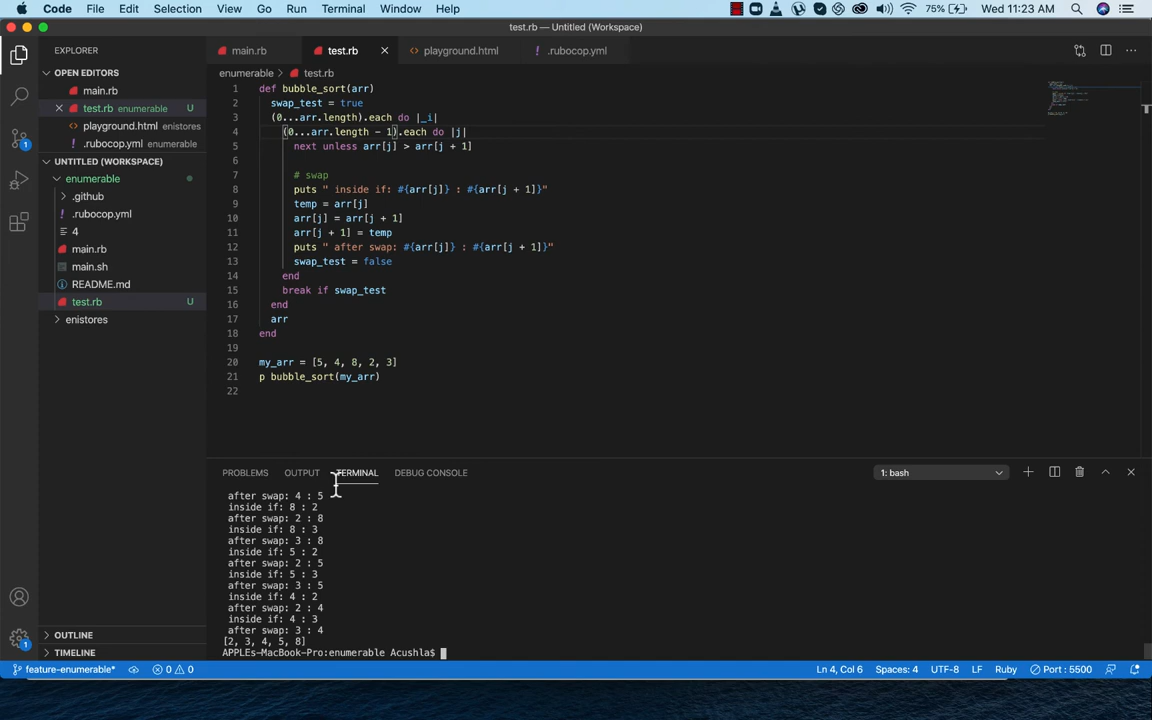 Code File Edit Selection View Go Run Terminal Window Help 75% Wed 11:23 AM
test.rb — Untitled (Workspace)
EXPLORER
OPEN EDITORS
main.rb
test.rb enumerable U
playground.html enistores
.rubocop.yml enumerable
UNTITLED (WORKSPACE)
enumerable
.github
.rubocop.yml
4
main.rb
main.sh
README.md
test.rb U
enistores
OUTLINE
TIMELINE
main.rb test.rb playground.html .rubocop.yml
enumerable > test.rb
1 def bubble_sort(arr)
2 swap_test = true
3 (0...arr.length).each do |_i|
4 (0...arr.length - 1).each do |j|
5 next unless arr[j] > arr[j + 1]
6
7 # swap
8 puts " inside if: #{arr[j]} : #{arr[j + 1]}"
9 temp = arr[j]
10 arr[j] = arr[j + 1]
11 arr[j + 1] = temp
12 puts " after swap: #{arr[j]} : #{arr[j + 1]}"
13 swap_test = false
14 end
15 break if swap_test
16 end
17 arr
18 end
19
20 my_arr = [5, 4, 8, 2, 3]
21 p bubble_sort(my_arr)
22
PROBLEMS OUTPUT TERMINAL DEBUG CONSOLE 1: bash
after swap: 4 : 5
inside if: 8 : 2
after swap: 2 : 8
inside if: 8 : 3
after swap: 3 : 8
inside if: 5 : 2
after swap: 2 : 5
inside if: 5 : 3
after swap: 3 : 5
inside if: 4 : 2
after swap: 2 : 4
inside if: 4 : 3
after swap: 3 : 4
[2, 3, 4, 5, 8]
APPLEs-MacBook-Pro:enumerable Acushla$
1
1
feature-enumerable* 0 0 Ln 4, Col 6 Spaces: 4 UTF-8 LF Ruby Port : 5500